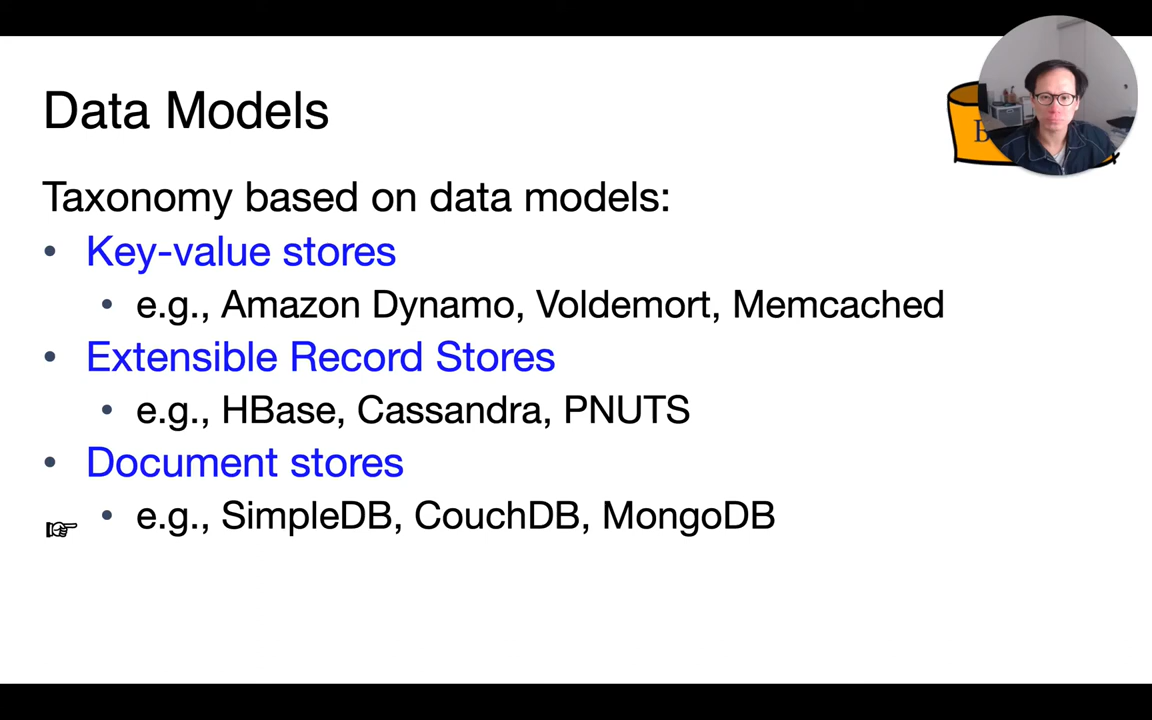 Data Models
Taxonomy based on data models:
• Key-value stores
• e.g., Amazon Dynamo, Voldemort, Memcached
• Extensible Record Stores
• e.g., HBase, Cassandra, PNUTS
• Document stores
• e.g., SimpleDB, CouchDB, MongoDB